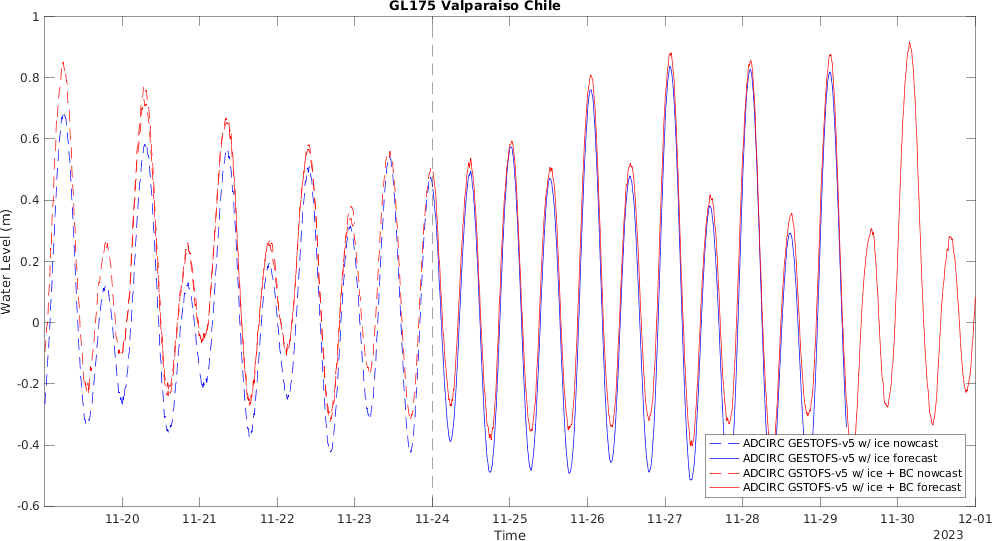 GL175 Valparaiso Chile
1
0.8
0.6
0.4
0.2
0
-0.2
-0.4
-0.6
Water Level (m)
11-20 11-21 11-22 11-23 11-24 11-25 11-26 11-27 11-28 11-29 11-30 12-01
Time
2023
ADCIRC GESTOFS-v5 w/ ice nowcast
ADCIRC GESTOFS-v5 w/ ice forecast
ADCIRC GSTOFS-v5 w/ ice + BC nowcast
ADCIRC GSTOFS-v5 w/ ice + BC forecast